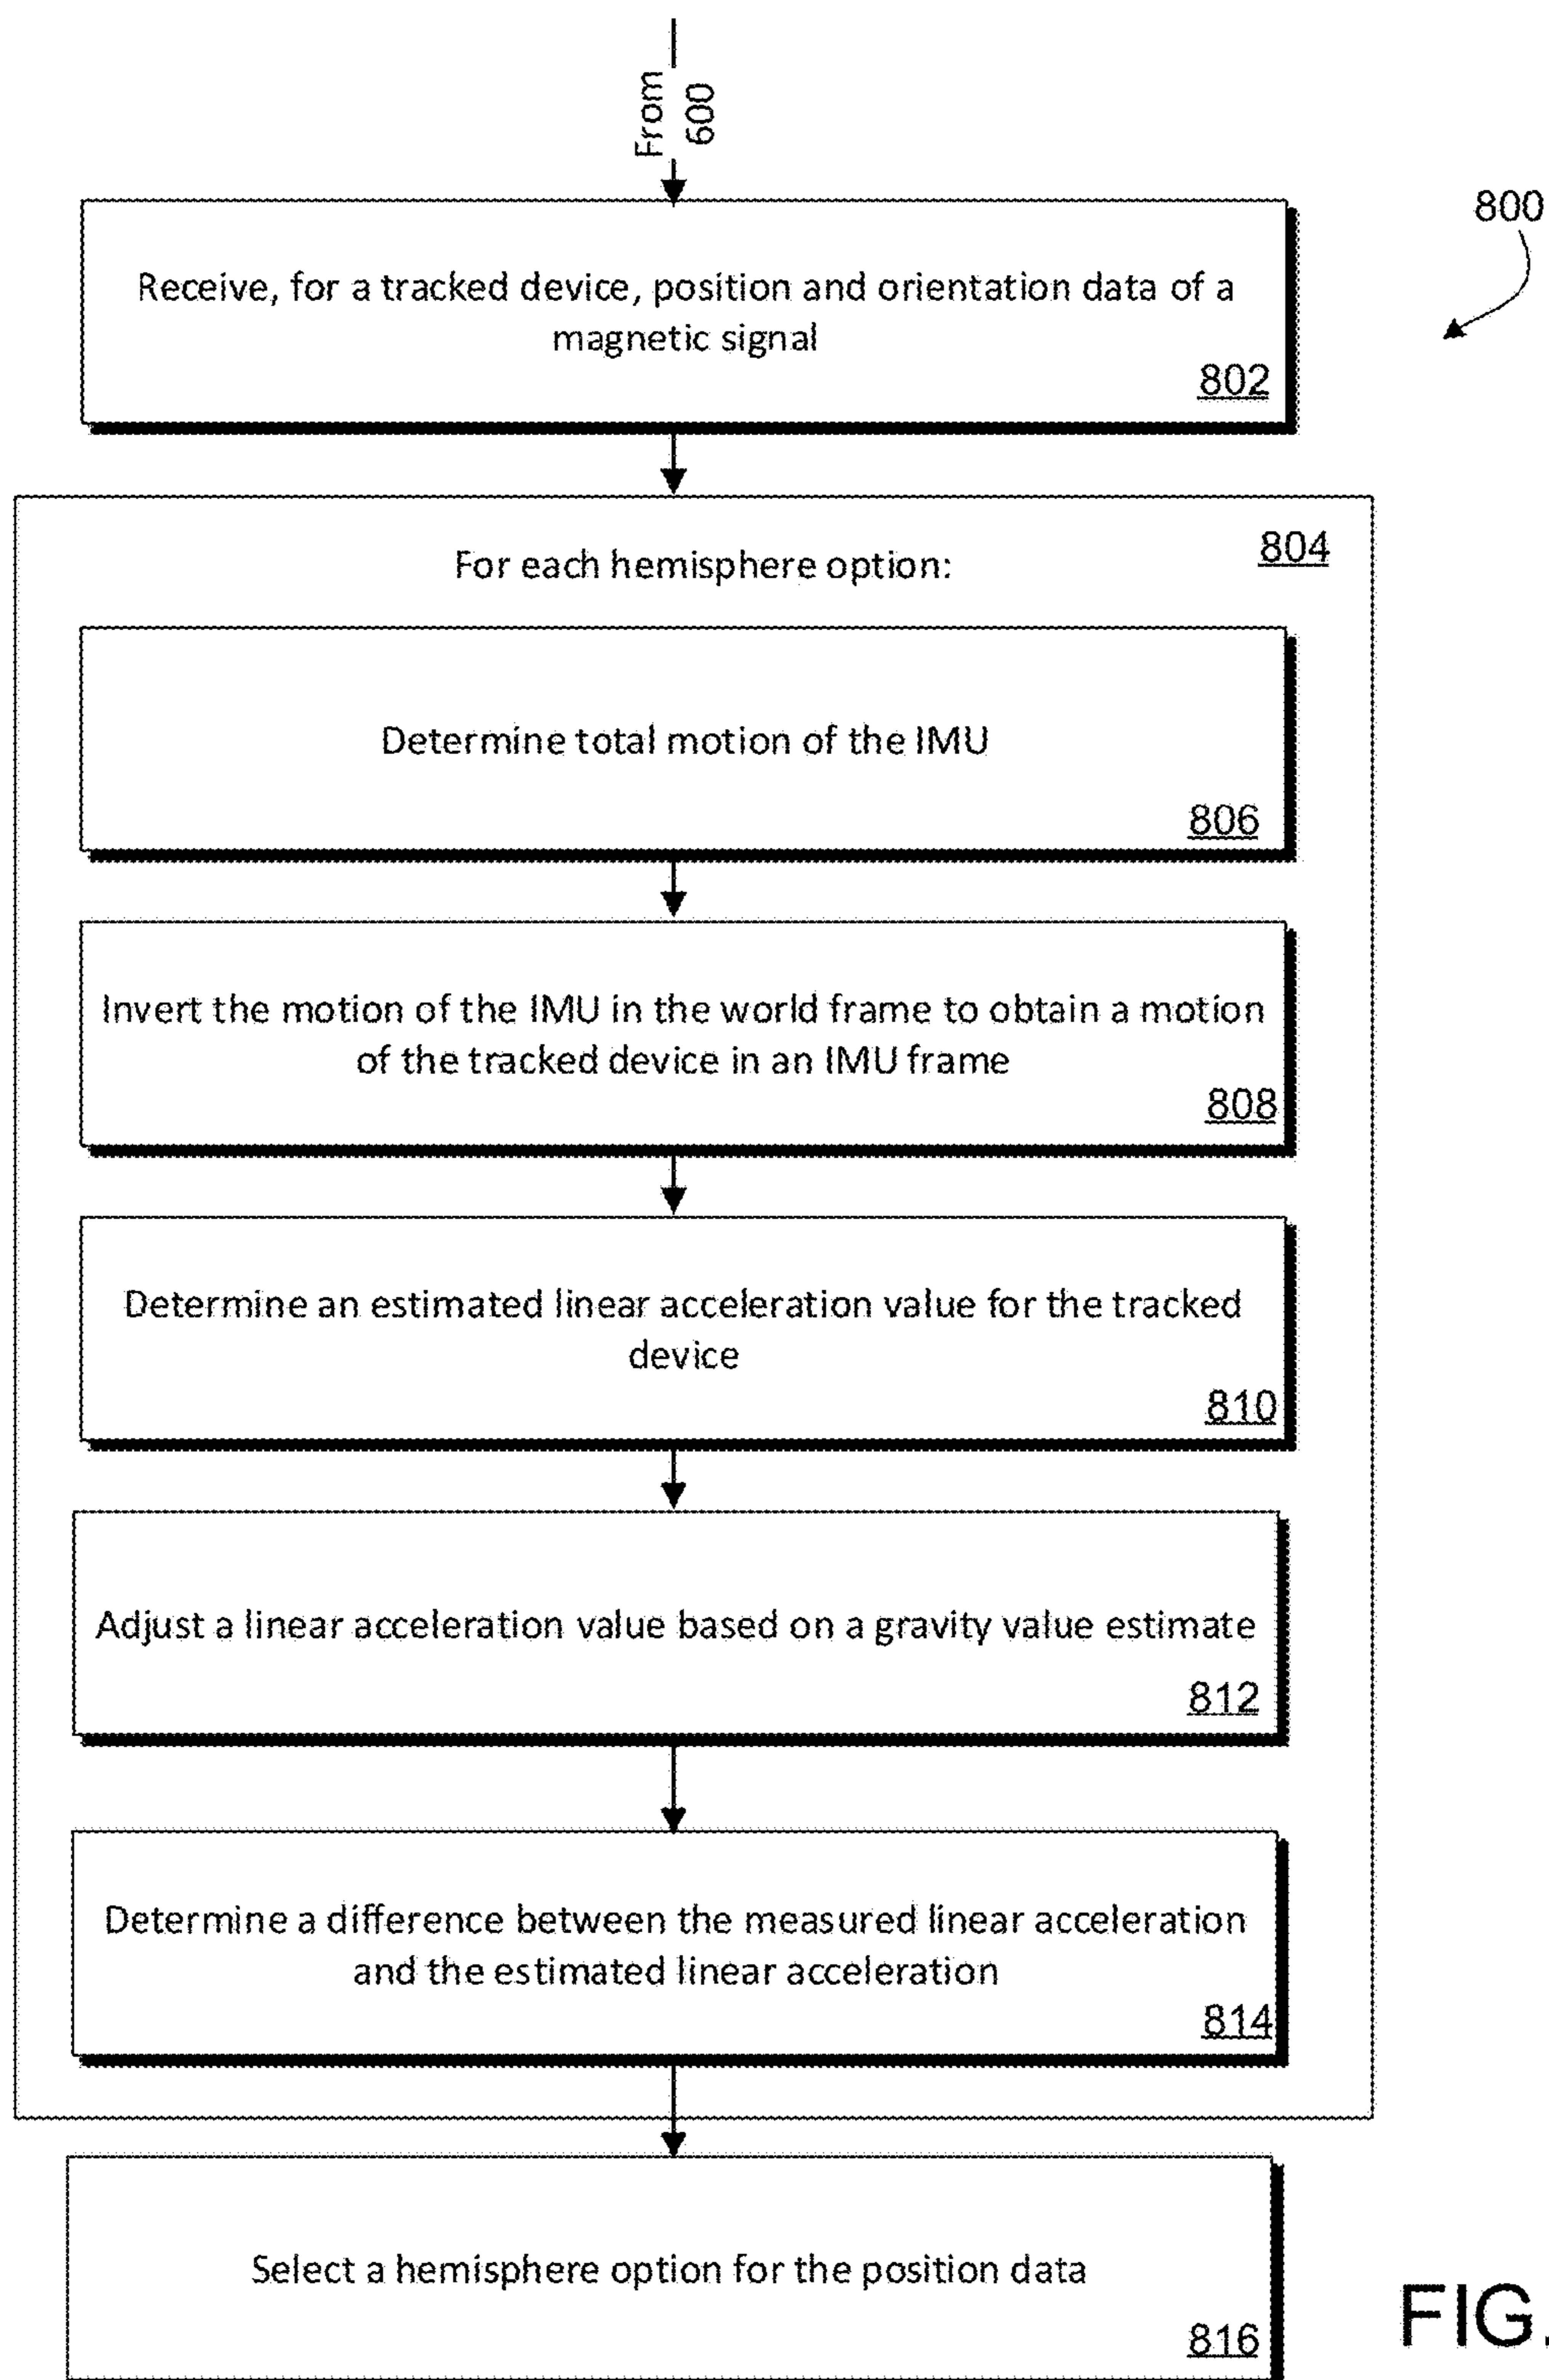 From
600
800
Receive, for a tracked device, position and orientation data of a
magnetic signal
802
For each hemisphere option:
804
Determine total motion of the IMU
806
Invert the motion of the IMU in the world frame to obtain a motion
of the tracked device in an IMU frame
808
Determine an estimated linear acceleration value for the tracked
device
810
Adjust a linear acceleration value based on a gravity value estimate
812
Determine a difference between the measured linear acceleration
and the estimated linear acceleration
814
Select a hemisphere option for the position data
816
FIG.